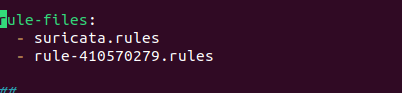 rule-files:
  - suricata.rules
  - rule-410570279.rules
##